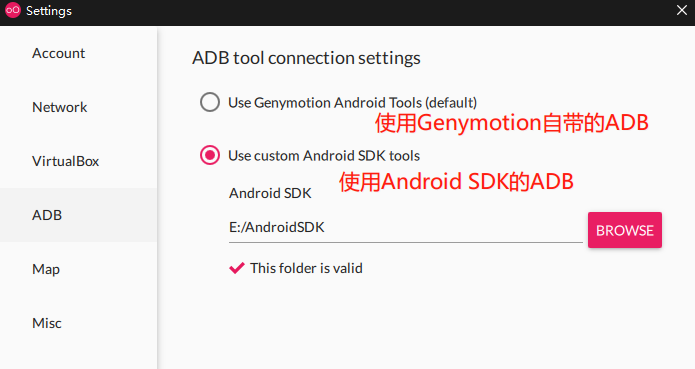 Settings
Account
Network
VirtualBox
ADB
Map
Misc
ADB tool connection settings
Use Genymotion Android Tools (default)
使用Genymotion自带的ADB
Use custom Android SDK tools
使用Android SDK的ADB
Android SDK
E:/AndroidSDK
BROWSE
This folder is valid